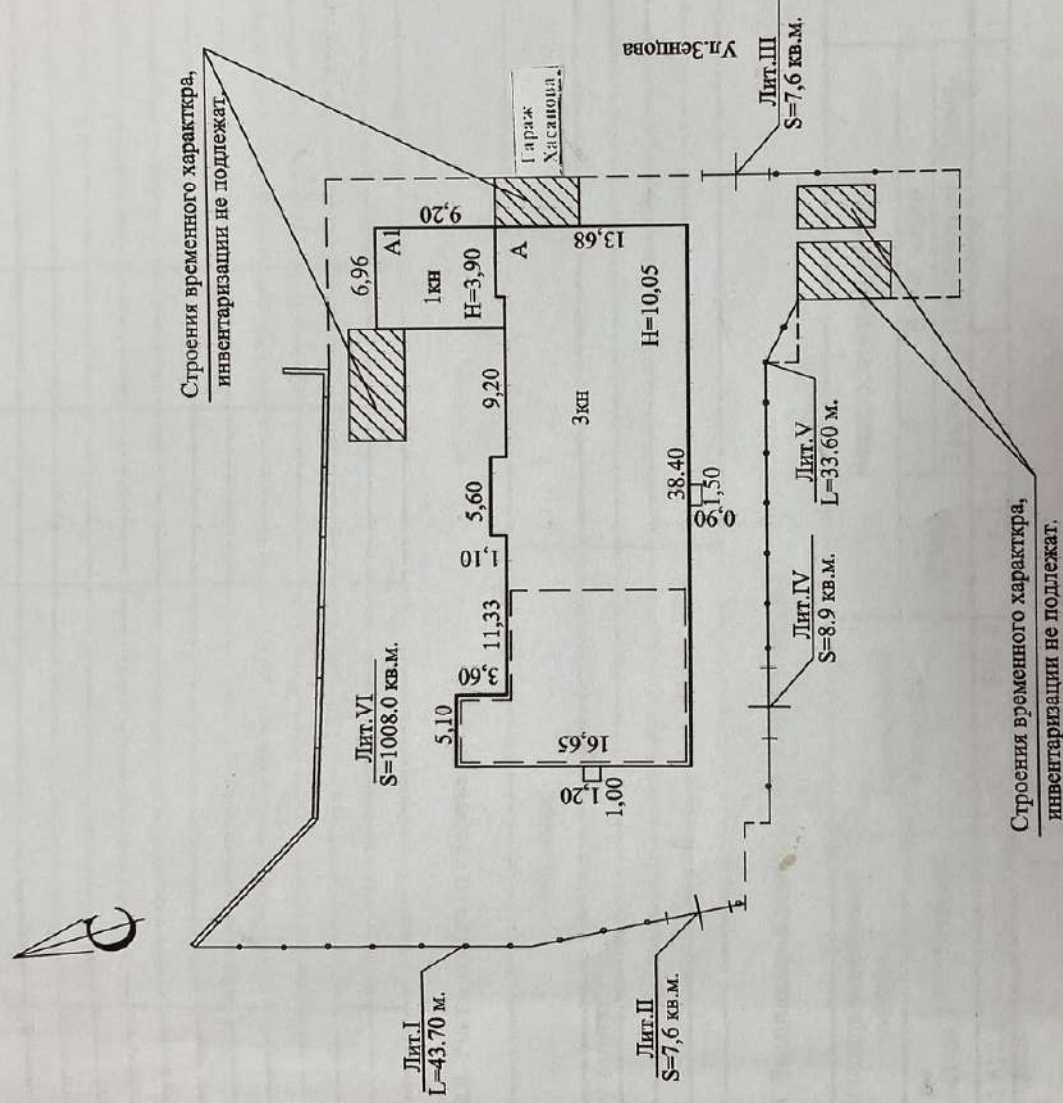 Строения временного характкра,
инвентаризации не подлежат.
С
Ул.Зенцова
Лит.III
S=7,6 кв.м.
Гараж
Хасанова
9,20
6,96
А1
1кн
Н=3,90
А
13,68
Н=10,05
9,20
3кн
5,60
1,10
38.40
1,50
0,90
11,33
3,60
5,10
Лит.VI
S=1008.0 кв.м.
16,65
1,20
1,00
Лит.V
L=33.60 м.
Лит.IV
S=8.9 кв.м.
Лит.I
L=43.70 м.
Лит.II
S=7,6 кв.м.
Строения временного характкра,
инвентаризации не подлежат.